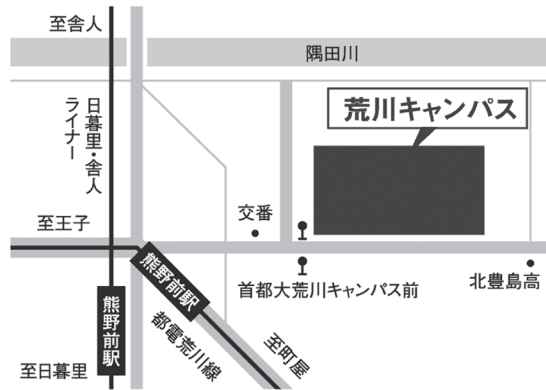 至舎人
隅田川
日暮里・舎人
ライナー
荒川キャンパス
交番
至王子
熊野前駅
首都大荒川キャンパス前
北豊島高
熊野前駅
都電荒川線
至町屋
至日暮里